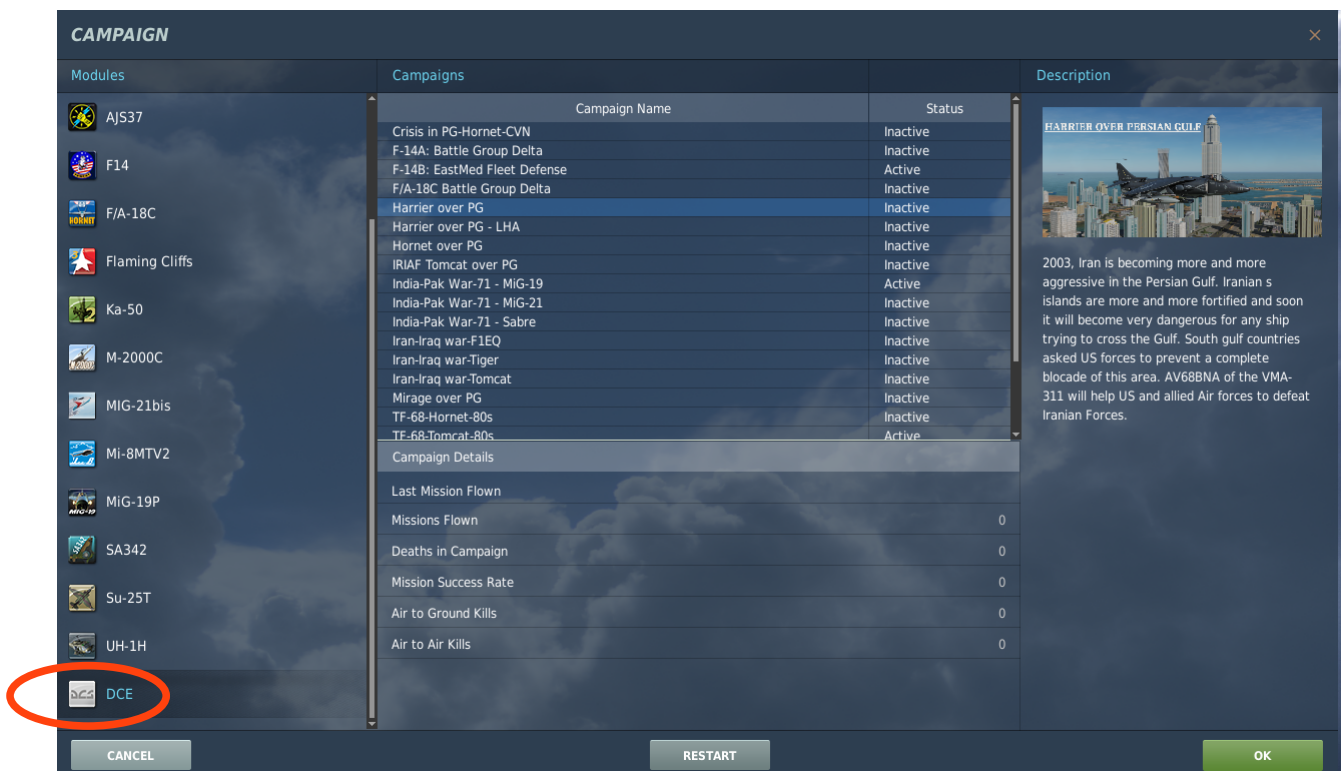 CAMPAIGN
Modules
AJS37
F14
F/A-18C
Flaming Cliffs
Ka-50
M-2000C
MIG-21bis
Mi-8MTV2
MiG-19P
SA342
Su-25T
UH-1H
DCE
Campaigns
Campaign Name Status
Crisis in PG-Hornet-CVN Inactive
F-14A: Battle Group Delta Inactive
F-14B: EastMed Fleet Defense Active
F/A-18C Battle Group Delta Inactive
Harrier over PG Inactive
Harrier over PG - LHA Inactive
Hornet over PG Inactive
IRIAF Tomcat over PG Inactive
India-Pak War-71 - MiG-19 Active
India-Pak War-71 - MiG-21 Inactive
India-Pak War-71 - Sabre Inactive
Iran-Iraq war-F1EQ Inactive
Iran-Iraq war-Tiger Inactive
Iran-Iraq war-Tomcat Inactive
Mirage over PG Inactive
TF-68-Hornet-80s Inactive
TF-68-Tomcat-80s Active
Campaign Details
Last Mission Flown
Missions Flown 0
Deaths in Campaign 0
Mission Success Rate 0
Air to Ground Kills 0
Air to Air Kills 0
Description
HARRIER OVER PERSIAN GULF
2003, Iran is becoming more and more
aggressive in the Persian Gulf. Iranian s
islands are more and more fortified and soon
it will become very dangerous for any ship
trying to cross the Gulf. South gulf countries
asked US forces to prevent a complete
blocade of this area. AV68BNA of the VMA-
311 will help US and allied Air forces to defeat
Iranian Forces.
CANCEL
RESTART
OK